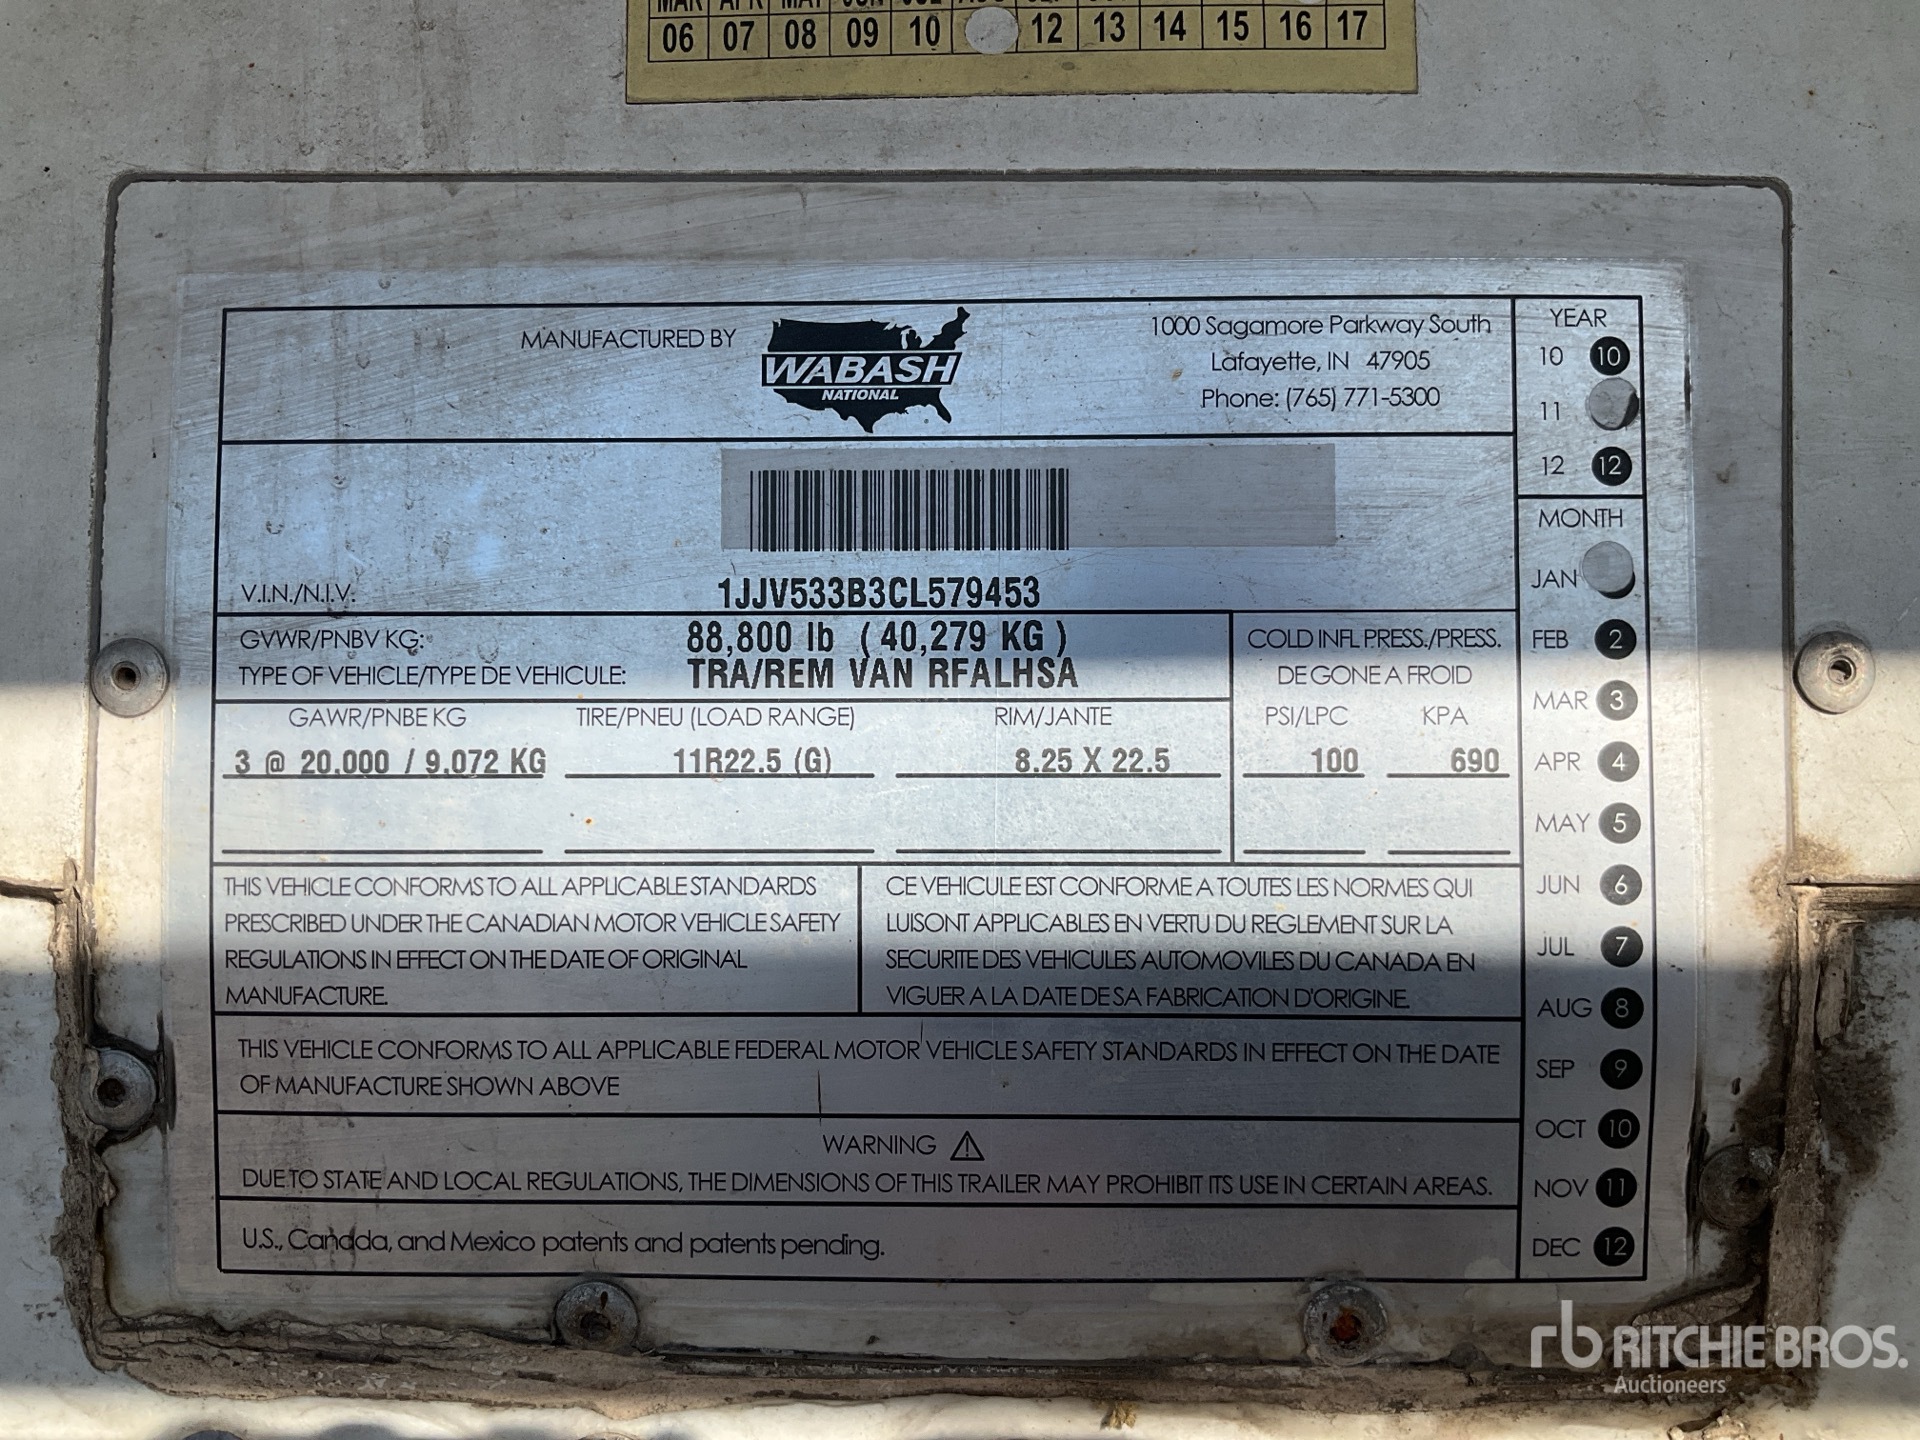 MAR APR MAY JUN JUL AUG SEP
06 07 08 09 10 12 13 14 15 16 17
MANUFACTURED BY
WABASH
NATIONAL
1000 Sagamore Parkway South
Lafayette, IN 47905
Phone: (765) 771-5300
YEAR
10 10
11
12 12
V.I.N./N.I.V.: 1JJV533B3CL579453
GVWR/PNBV KG: 88,800 lb ( 40,279 KG )
TYPE OF VEHICLE/TYPE DE VEHICULE: TRA/REM VAN RFALHSA
COLD INFL PRESS./PRESS.
DE GONE A FROID
GAWR/PNBE KG TIRE/PNEU (LOAD RANGE) RIM/JANTE PSI/LPC KPA
3 @ 20,000 / 9,072 KG 11R22.5 (G) 8.25 X 22.5 100 690
MONTH
JAN
FEB 2
MAR 3
APR 4
MAY 5
JUN 6
JUL 7
AUG 8
SEP 9
OCT 10
NOV 11
DEC 12
THIS VEHICLE CONFORMS TO ALL APPLICABLE STANDARDS
PRESCRIBED UNDER THE CANADIAN MOTOR VEHICLE SAFETY
REGULATIONS IN EFFECT ON THE DATE OF ORIGINAL
MANUFACTURE.
CE VEHICULE EST CONFORME A TOUTES LES NORMES QUI
LUISONT APPLICABLES EN VERTU DU REGLEMENT SUR LA
SECURITE DES VEHICULES AUTOMOVILES DU CANADA EN
VIGUER A LA DATE DE SA FABRICATION D'ORIGINE.
THIS VEHICLE CONFORMS TO ALL APPLICABLE FEDERAL MOTOR VEHICLE SAFETY STANDARDS IN EFFECT ON THE DATE
OF MANUFACTURE SHOWN ABOVE
WARNING
DUE TO STATE AND LOCAL REGULATIONS, THE DIMENSIONS OF THIS TRAILER MAY PROHIBIT ITS USE IN CERTAIN AREAS.
U.S., Canada, and Mexico patents and patents pending.
rb RITCHIE BROS.
Auctioneers